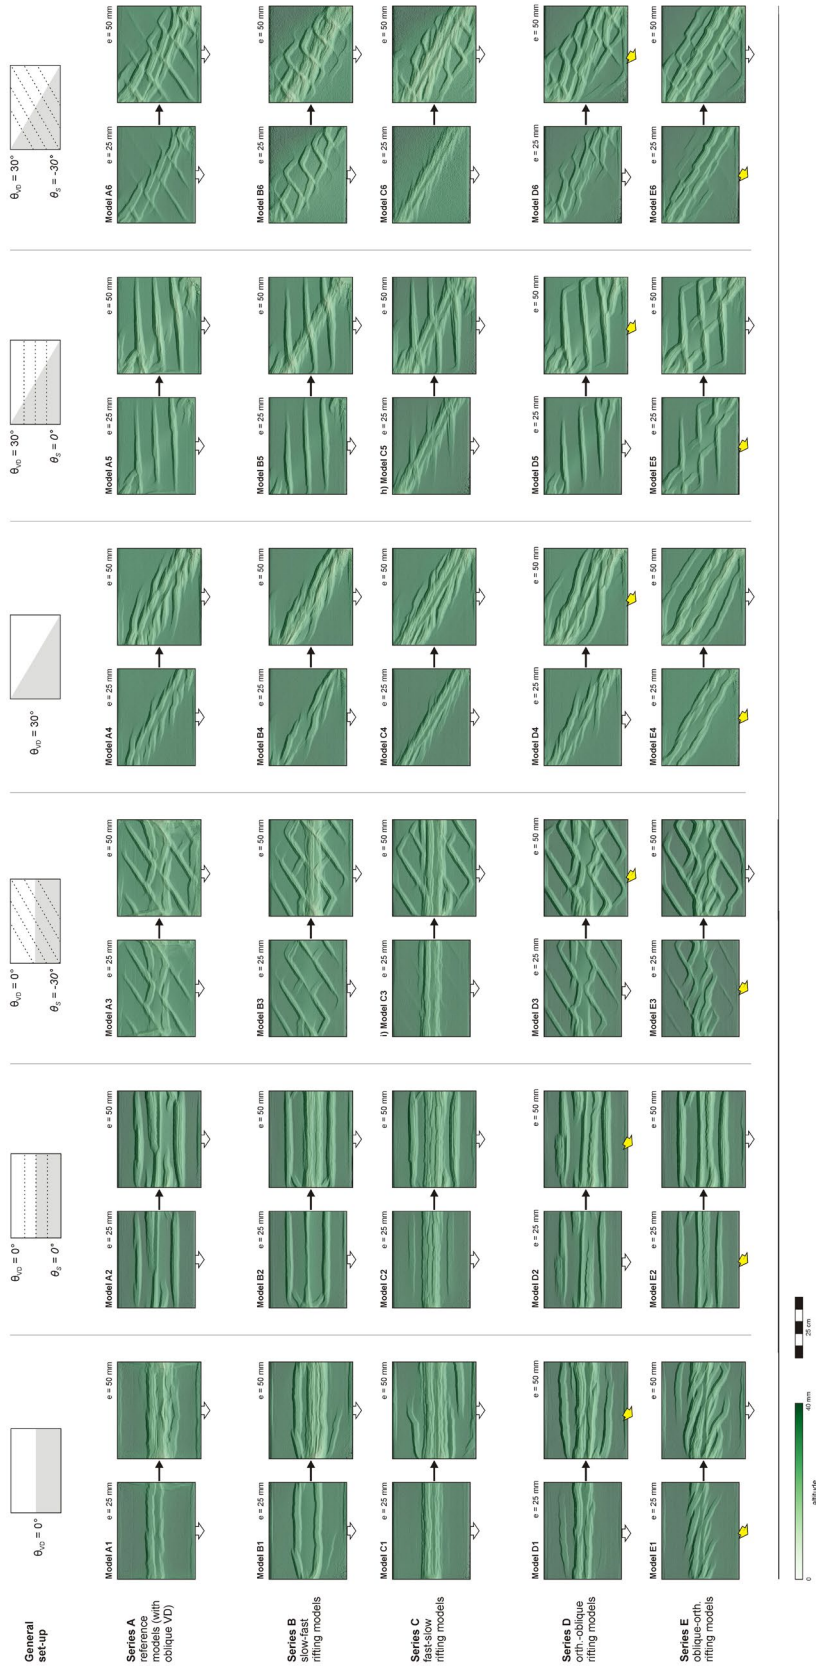 General
set-up
θVD = 0°
θVD = 0°
θS = 0°
θVD = 0°
θS = -30°
θVD = 30°
θVD = 30°
θS = 0°
θVD = 30°
θS = -30°
Series A
reference
models (with
oblique VD)
Model A1 e = 25 mm e = 50 mm
Model A2 e = 25 mm e = 50 mm
Model A3 e = 25 mm e = 50 mm
Model A4 e = 25 mm e = 50 mm
Model A5 e = 25 mm e = 50 mm
Model A6 e = 25 mm e = 50 mm
Series B
slow-fast
rifting models
Model B1 e = 25 mm e = 50 mm
Model B2 e = 25 mm e = 50 mm
Model B3 e = 25 mm e = 50 mm
Model B4 e = 25 mm e = 50 mm
Model B5 e = 25 mm e = 50 mm
Model B6 e = 25 mm e = 50 mm
Series C
fast-slow
rifting models
Model C1 e = 25 mm e = 50 mm
Model C2 e = 25 mm e = 50 mm
i) Model C3 e = 25 mm e = 50 mm
Model C4 e = 25 mm e = 50 mm
h) Model C5 e = 25 mm e = 50 mm
Model C6 e = 25 mm e = 50 mm
Series D
orth.-oblique
rifting models
Model D1 e = 25 mm e = 50 mm
Model D2 e = 25 mm e = 50 mm
Model D3 e = 25 mm e = 50 mm
Model D4 e = 25 mm e = 50 mm
Model D5 e = 25 mm e = 50 mm
Model D6 e = 25 mm e = 50 mm
Series E
oblique-orth.
rifting models
Model E1 e = 25 mm e = 50 mm
Model E2 e = 25 mm e = 50 mm
Model E3 e = 25 mm e = 50 mm
Model E4 e = 25 mm e = 50 mm
Model E5 e = 25 mm e = 50 mm
Model E6 e = 25 mm e = 50 mm
0 40 mm 25 cm
altitude